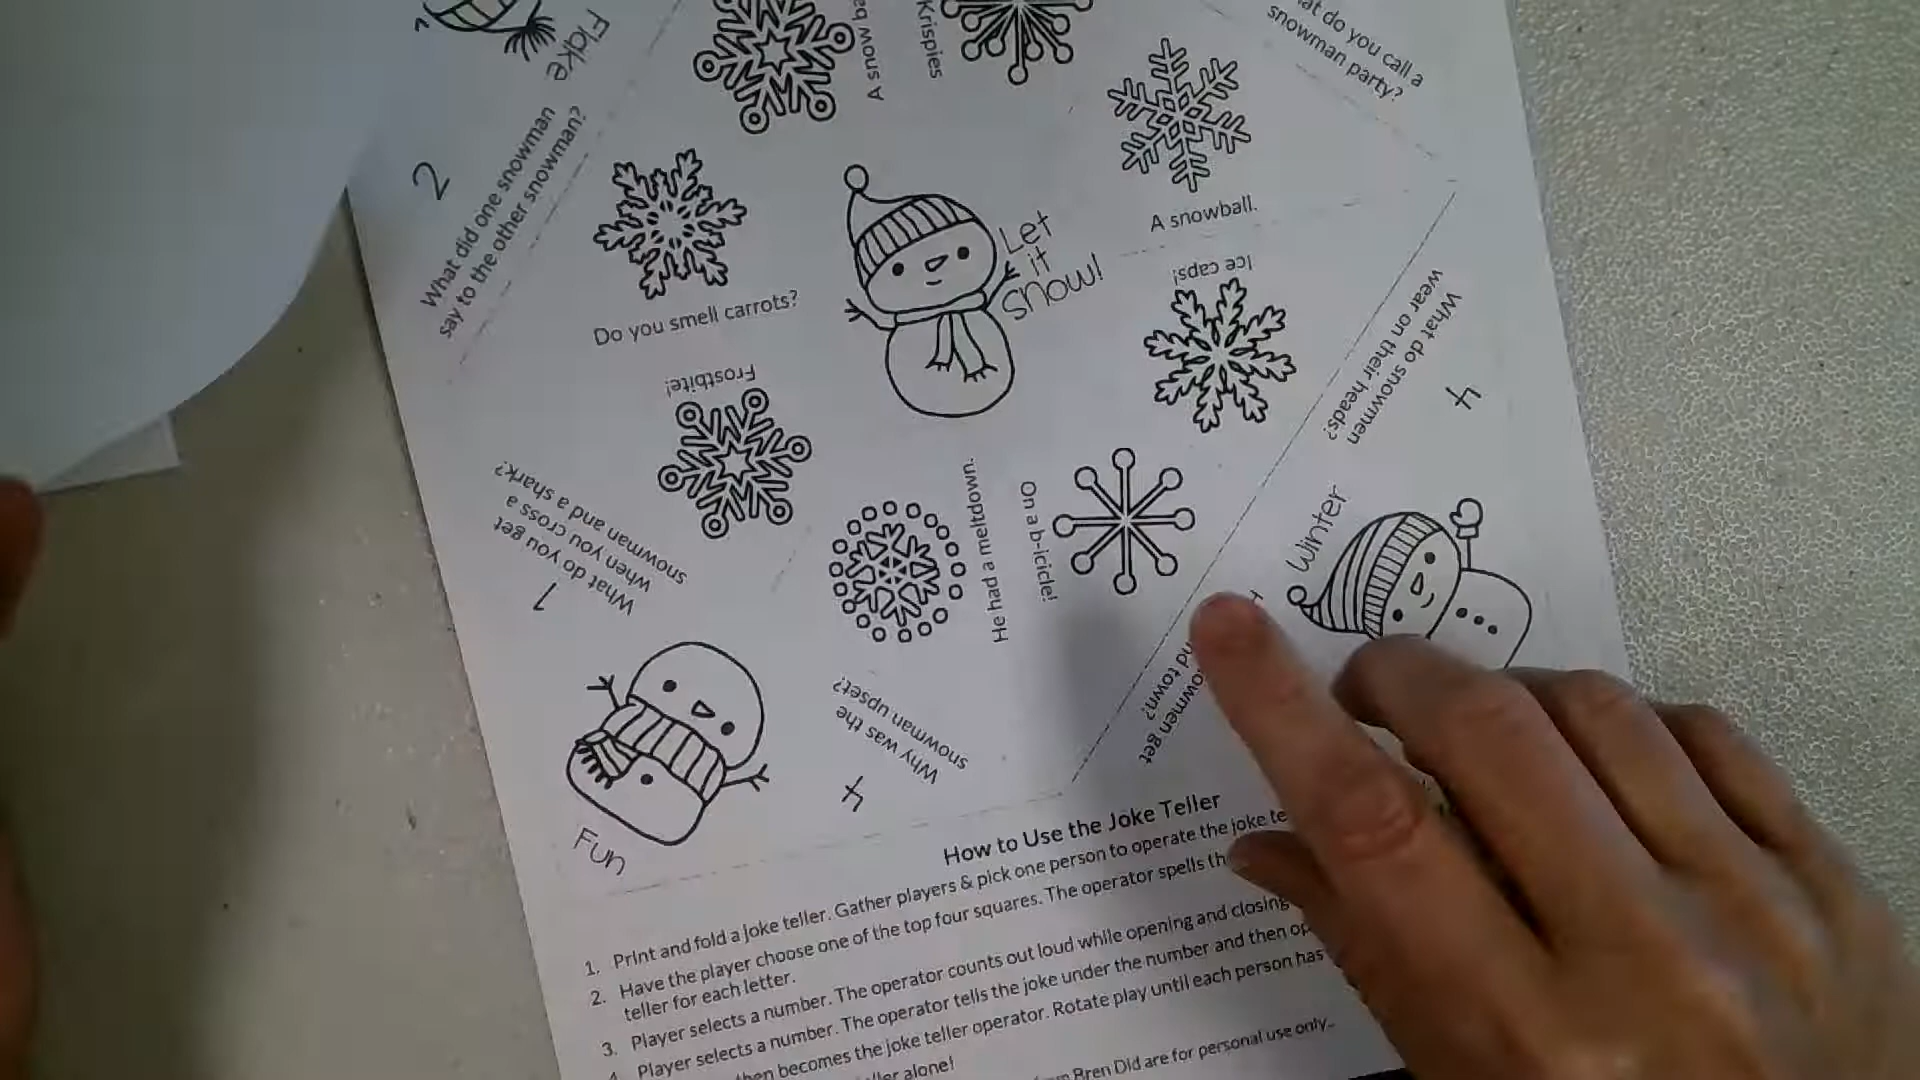 Flake
2
What did one snowman
say to the other snowman?
A snow
Krispies
do you call a
snowman party?
Do you smell carrots?
Let
it
snow!
A snowball.
Ice caps!
What do snowmen
wear on their heads?
4
Frostbite!
What do you get
when you cross a
snowman and a shark?
1
He had a meltdown.
On a b-icicle!
Winter
get
town?
Why was the
snowman upset?
4
Fun
How to Use the Joke Teller
1. Print and fold a joke teller. Gather players & pick one person to operate the joke
2. Have the player choose one of the top four squares. The operator spells
teller for each letter.
3. Player selects a number. The operator counts out loud while opening and closing
Player selects a number. The operator tells the joke under the number and then
then becomes the joke teller operator. Rotate play until each person has
alone!
Bren Did are for personal use only.